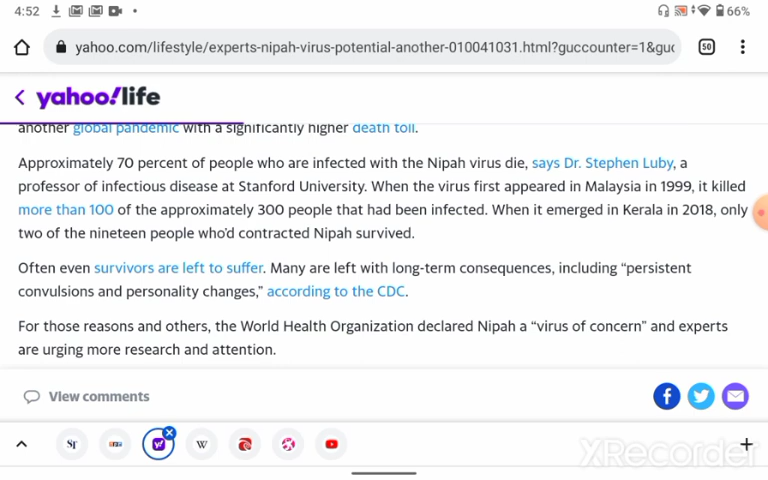 4:52
66%
yahoo.com/lifestyle/experts-nipah-virus-potential-another-010041031.html?guccounter=1&guc
50
yahoo!life
another global pandemic with a significantly higher death toll.
Approximately 70 percent of people who are infected with the Nipah virus die, says Dr. Stephen Luby, a
professor of infectious disease at Stanford University. When the virus first appeared in Malaysia in 1999, it killed
more than 100 of the approximately 300 people that had been infected. When it emerged in Kerala in 2018, only
two of the nineteen people who'd contracted Nipah survived.
Often even survivors are left to suffer. Many are left with long-term consequences, including “persistent
convulsions and personality changes,” according to the CDC.
For those reasons and others, the World Health Organization declared Nipah a “virus of concern” and experts
are urging more research and attention.
View comments
XRecorder